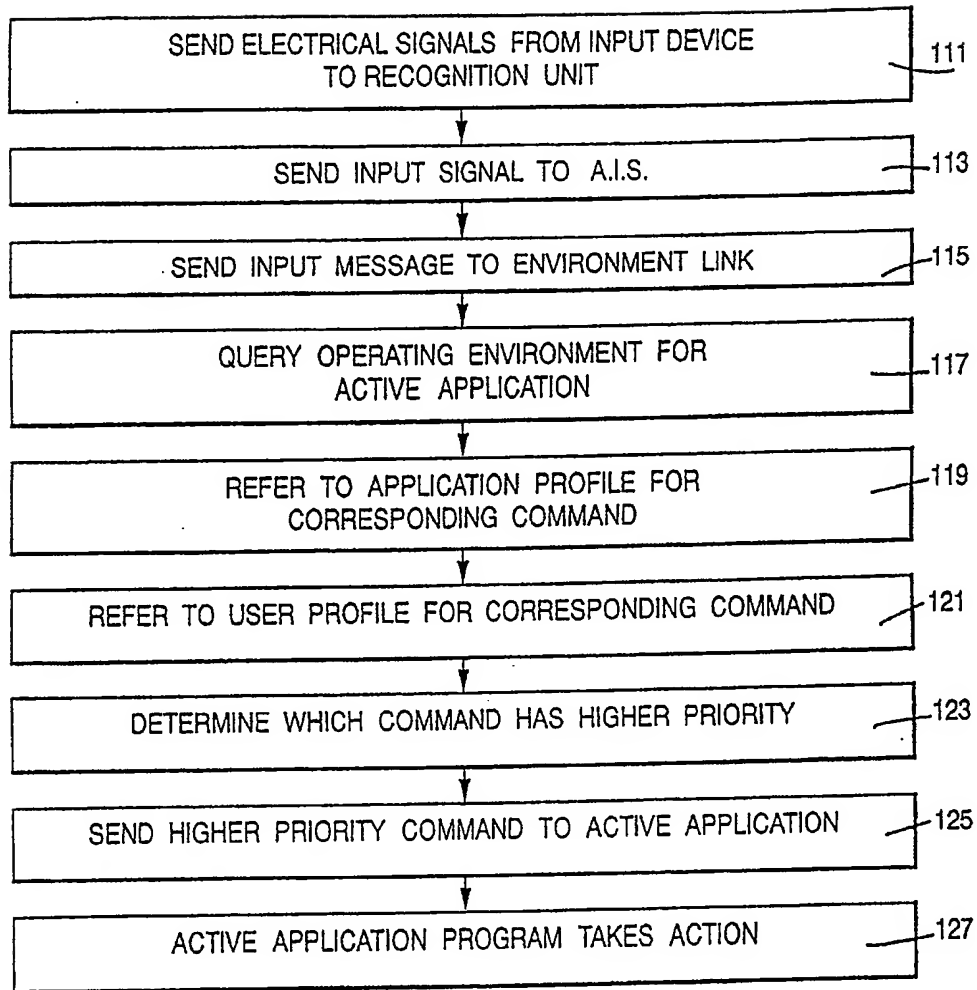 SEND ELECTRICAL SIGNALS FROM INPUT DEVICE
TO RECOGNITION UNIT
111
SEND INPUT SIGNAL TO A.I.S.
113
SEND INPUT MESSAGE TO ENVIRONMENT LINK
115
QUERY OPERATING ENVIRONMENT FOR
ACTIVE APPLICATION
117
REFER TO APPLICATION PROFILE FOR
CORRESPONDING COMMAND
119
REFER TO USER PROFILE FOR CORRESPONDING COMMAND
121
DETERMINE WHICH COMMAND HAS HIGHER PRIORITY
123
SEND HIGHER PRIORITY COMMAND TO ACTIVE APPLICATION
125
ACTIVE APPLICATION PROGRAM TAKES ACTION
127